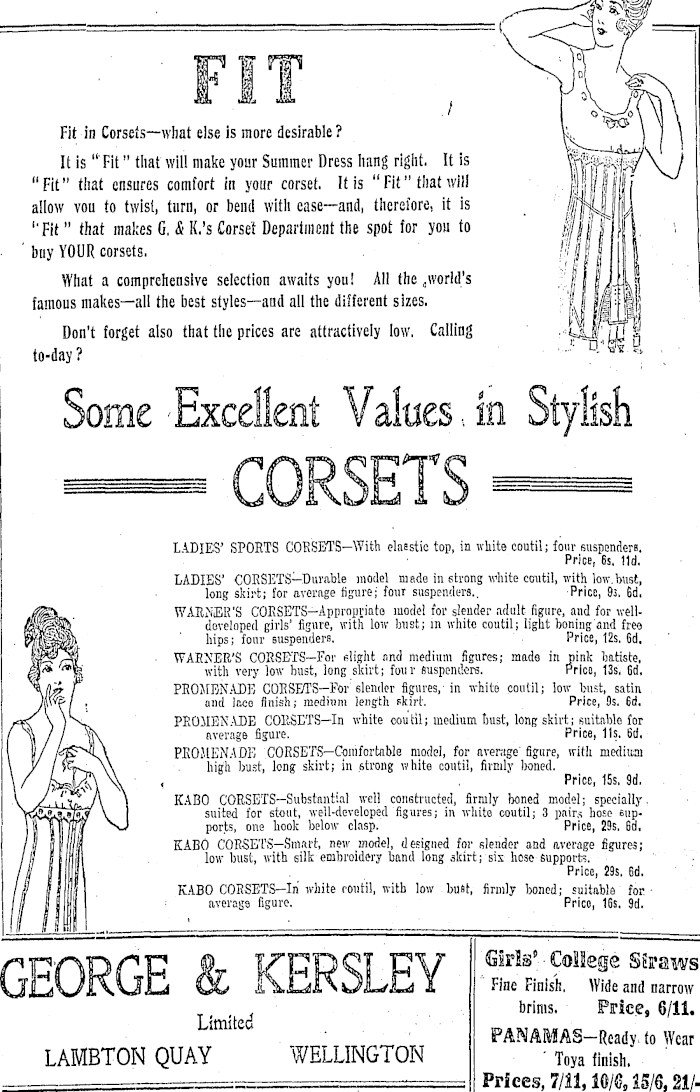 FIT
Fit in Corsets—what else is more desirable?
It is "Fit" that will make your Summer Dress hang right. It is
"Fit" that ensures comfort in your corset. It is "Fit" that will
allow you to twist, turn, or bend with ease—and, therefore, it is
"Fit" that makes G. & K.'s Corset Department the spot for you to
buy YOUR corsets.
What a comprehensive selection awaits you! All the world's
famous makes—all the best styles—and all the different sizes.
Don't forget also that the prices are attractively low. Calling
to-day?
Some Excellent Values in Stylish
CORSETS
LADIES' SPORTS CORSETS—With elastic top, in white coutil; four suspenders.
Price, 6s. 11d.
LADIES' CORSETS—Durable model made in strong white coutil, with low bust,
long skirt; for average figure; four suspenders. Price, 9s. 6d.
WARNER'S CORSETS—Appropriate model for slender adult figure, and for well-
developed girls' figure, with low bust; in white coutil; light boning and free
hips; four suspenders. Price, 12s. 6d.
WARNER'S CORSETS—For slight and medium figures; made in pink batiste,
with very low bust, long skirt; four suspenders. Price, 13s. 6d.
PROMENADE CORSETS—For slender figures, in white coutil; low bust, satin
and lace finish; medium length skirt. Price, 9s. 6d.
PROMENADE CORSETS—In white coutil; medium bust, long skirt; suitable for
average figure. Price, 11s. 6d.
PROMENADE CORSETS—Comfortable model, for average figure, with medium
high bust, long skirt; in strong white coutil, firmly boned.
Price, 15s. 9d.
KABO CORSETS—Substantial well constructed, firmly boned model; specially
suited for stout, well-developed figures; in white coutil; 3 pairs hose sup-
ports, one hook below clasp. Price, 29s. 6d.
KABO CORSETS—Smart, new model, designed for slender and average figures;
low bust, with silk embroidery band long skirt; six hose supports.
Price, 29s. 6d.
KABO CORSETS—In white coutil, with low bust, firmly boned; suitable for
average figure. Price, 16s. 9d.
GEORGE & KERSLEY
Limited
LAMBTON QUAY WELLINGTON
Girls' College Straws
Fine Finish. Wide and narrow
brims. Price, 6/11.
PANAMAS—Ready to Wear
Toya finish.
Prices, 7/11, 10/6, 15/6, 21/-